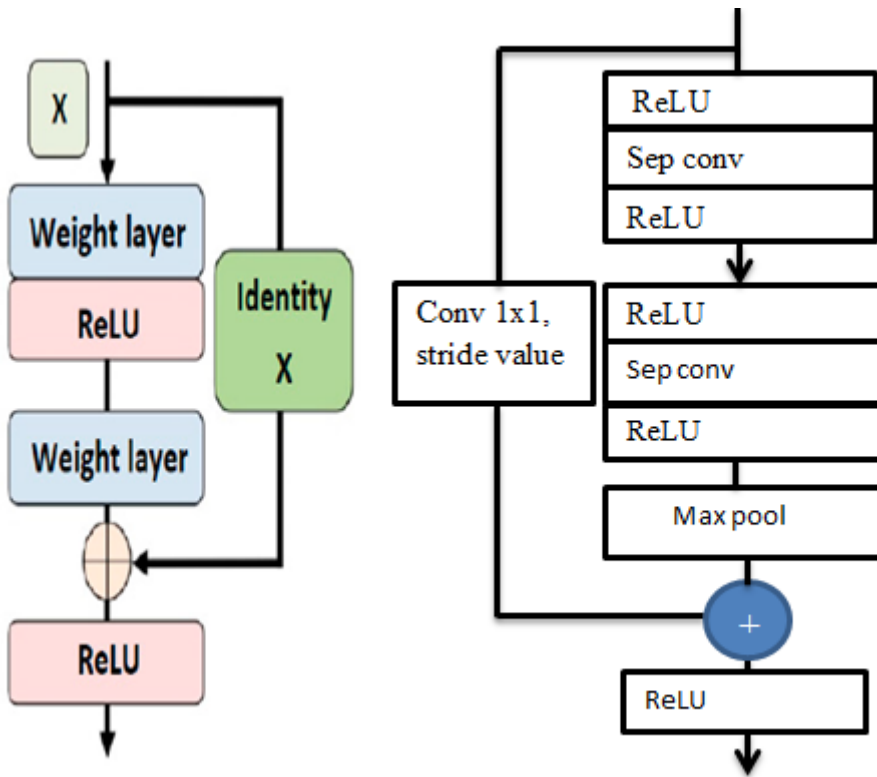 X
Weight layer
ReLU
Identity
X
Weight layer
ReLU
ReLU
Sep conv
ReLU
Conv 1x1,
stride value
ReLU
Sep conv
ReLU
Max pool
+
ReLU